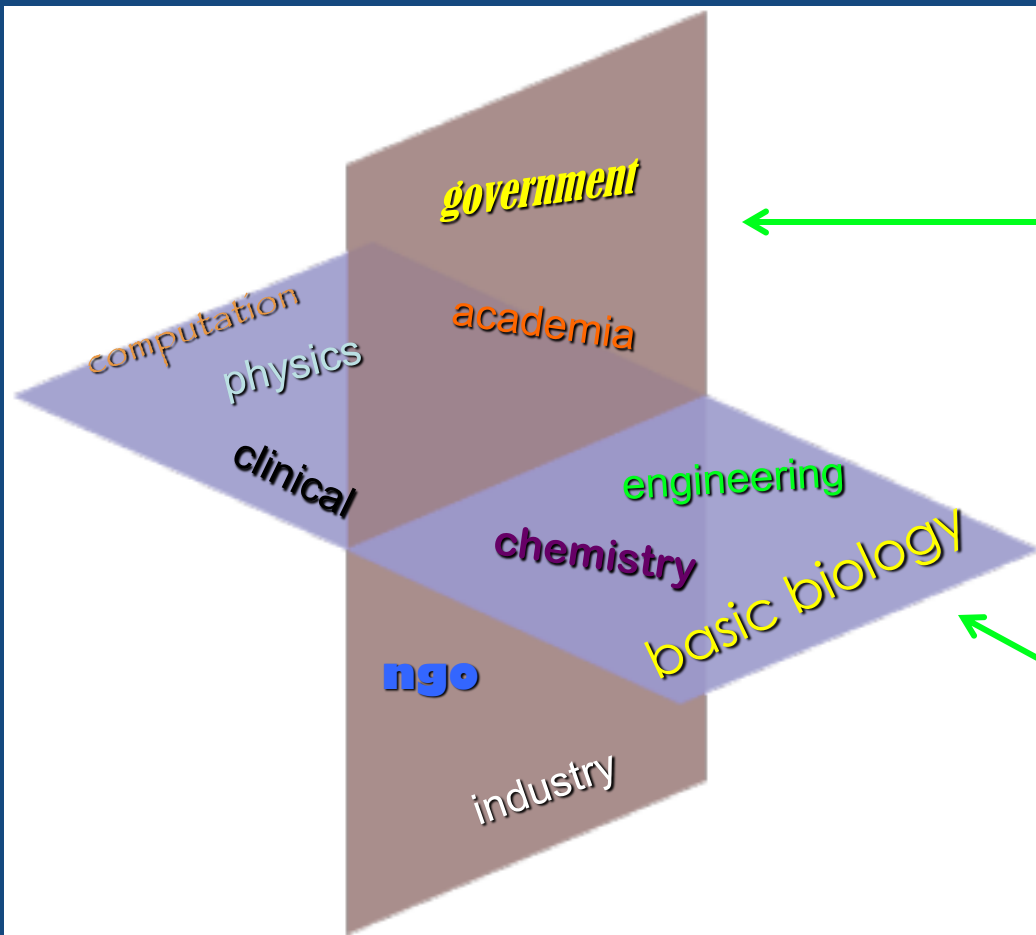 government
computation
academia
physics
clinical
engineering
chemistry
basic biology
ngo
industry